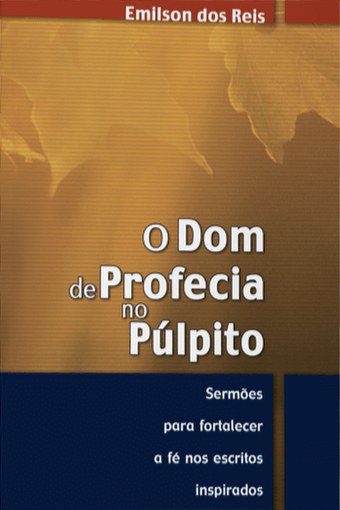 Emilson dos Reis
O Dom
de Profecia
no
Púlpito
Sermões
para fortalecer
a fé nos escritos
inspirados